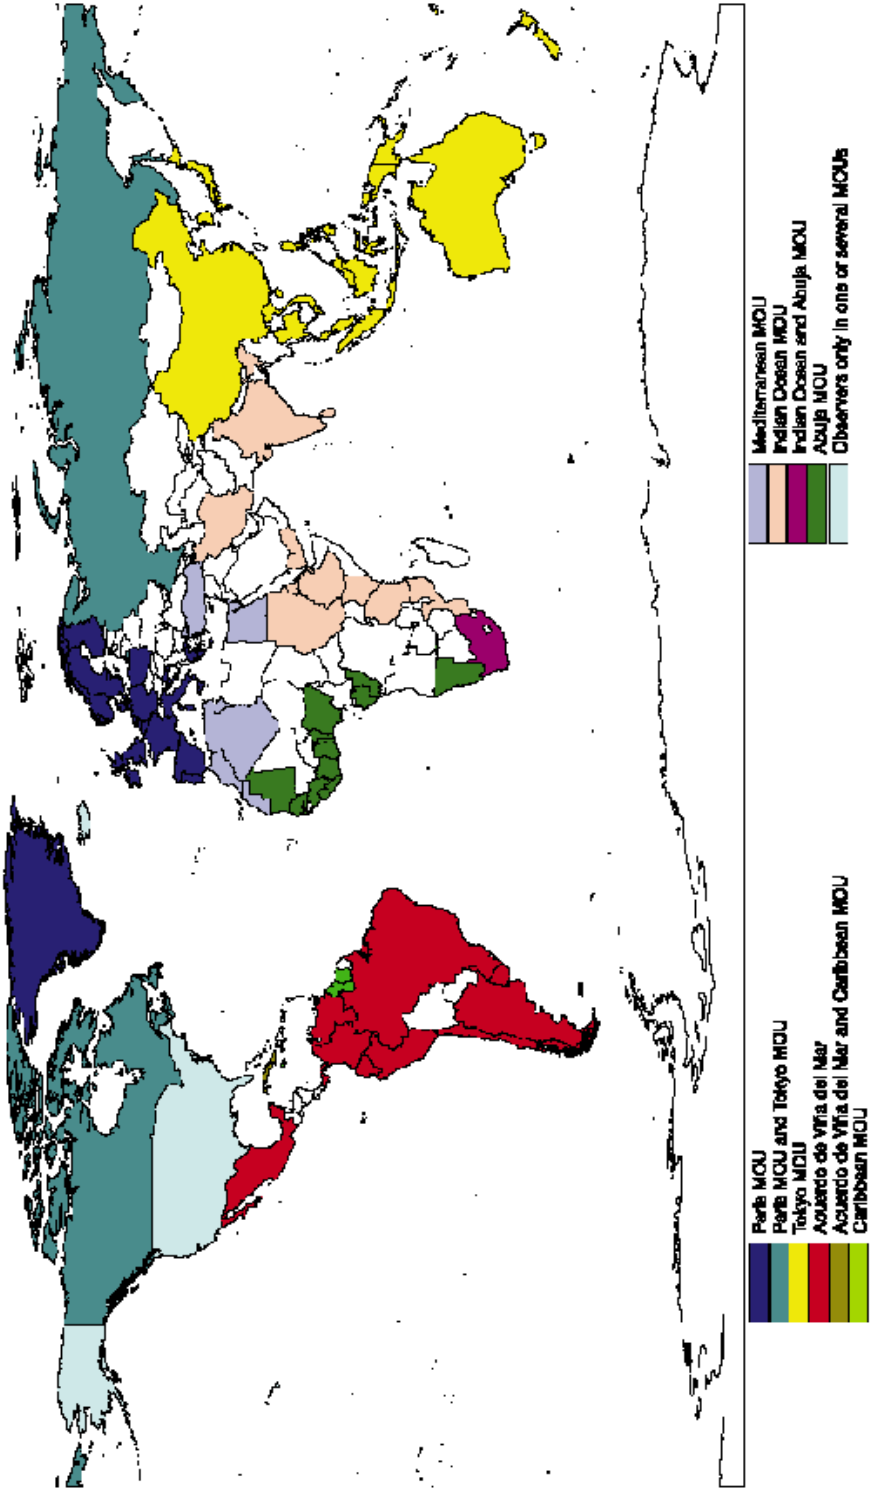 Paris MOU
Paris MOU and Tokyo MOU
Tokyo MOU
Acuerdo de Viña del Mar
Acuerdo de Viña del Mar and Caribbean MOU
Caribbean MOU
Mediterranean MOU
Indian Ocean MOU
Indian Ocean and Abuja MOU
Abuja MOU
Observers only in one or several MOUs